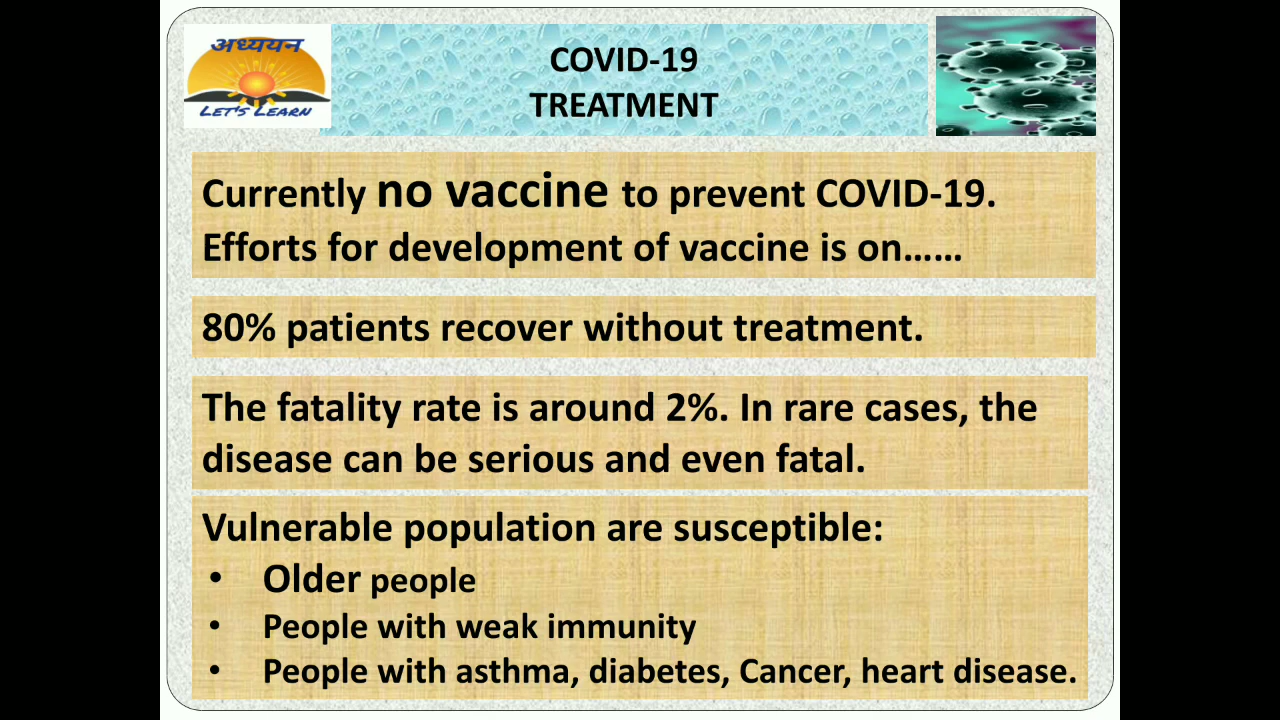 अध्ययन
LET'S LEARN
COVID-19
TREATMENT
Currently no vaccine to prevent COVID-19.
Efforts for development of vaccine is on……
80% patients recover without treatment.
The fatality rate is around 2%. In rare cases, the
disease can be serious and even fatal.
Vulnerable population are susceptible:
• Older people
• People with weak immunity
• People with asthma, diabetes, Cancer, heart disease.